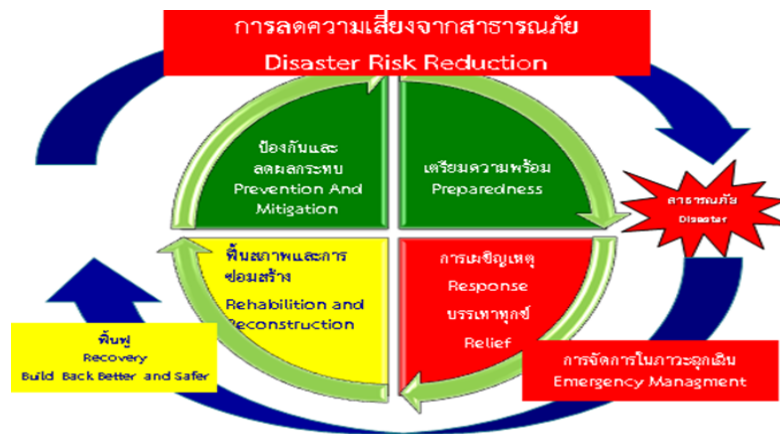 การลดความเสี่ยงจากสาธารณภัย
Disaster Risk Reduction
ป้องกันและ
ลดผลกระทบ
Prevention And
Mitigation
เตรียมความพร้อม
Preparedness
สาธารณภัย
Disaster
ฟื้นสภาพและการ
ซ่อมสร้าง
Rehabilition and
Reconstruction
การเผชิญเหตุ
Response
บรรเทาทุกข์
Relief
ฟื้นฟู
Recovery
Build Back Better and Safer
การจัดการในภาวะฉุกเฉิน
Emergency Managment